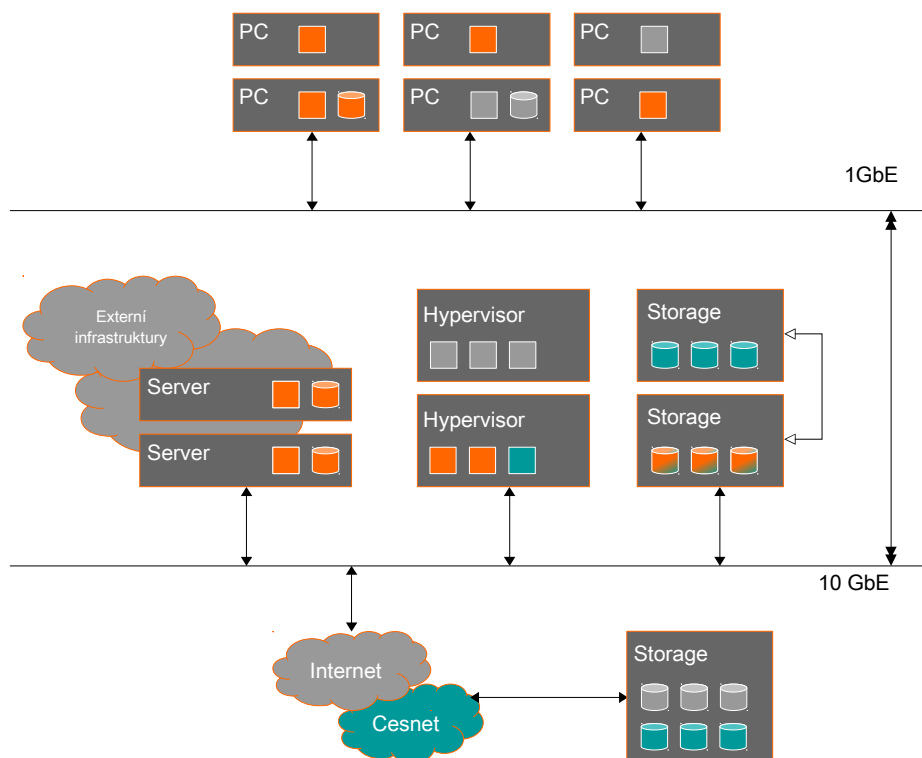 PC
PC
PC
PC
PC
PC
1GbE
Externí
infrastruktury
Server
Server
Hypervisor
Hypervisor
Storage
Storage
10 GbE
Internet
Cesnet
Storage